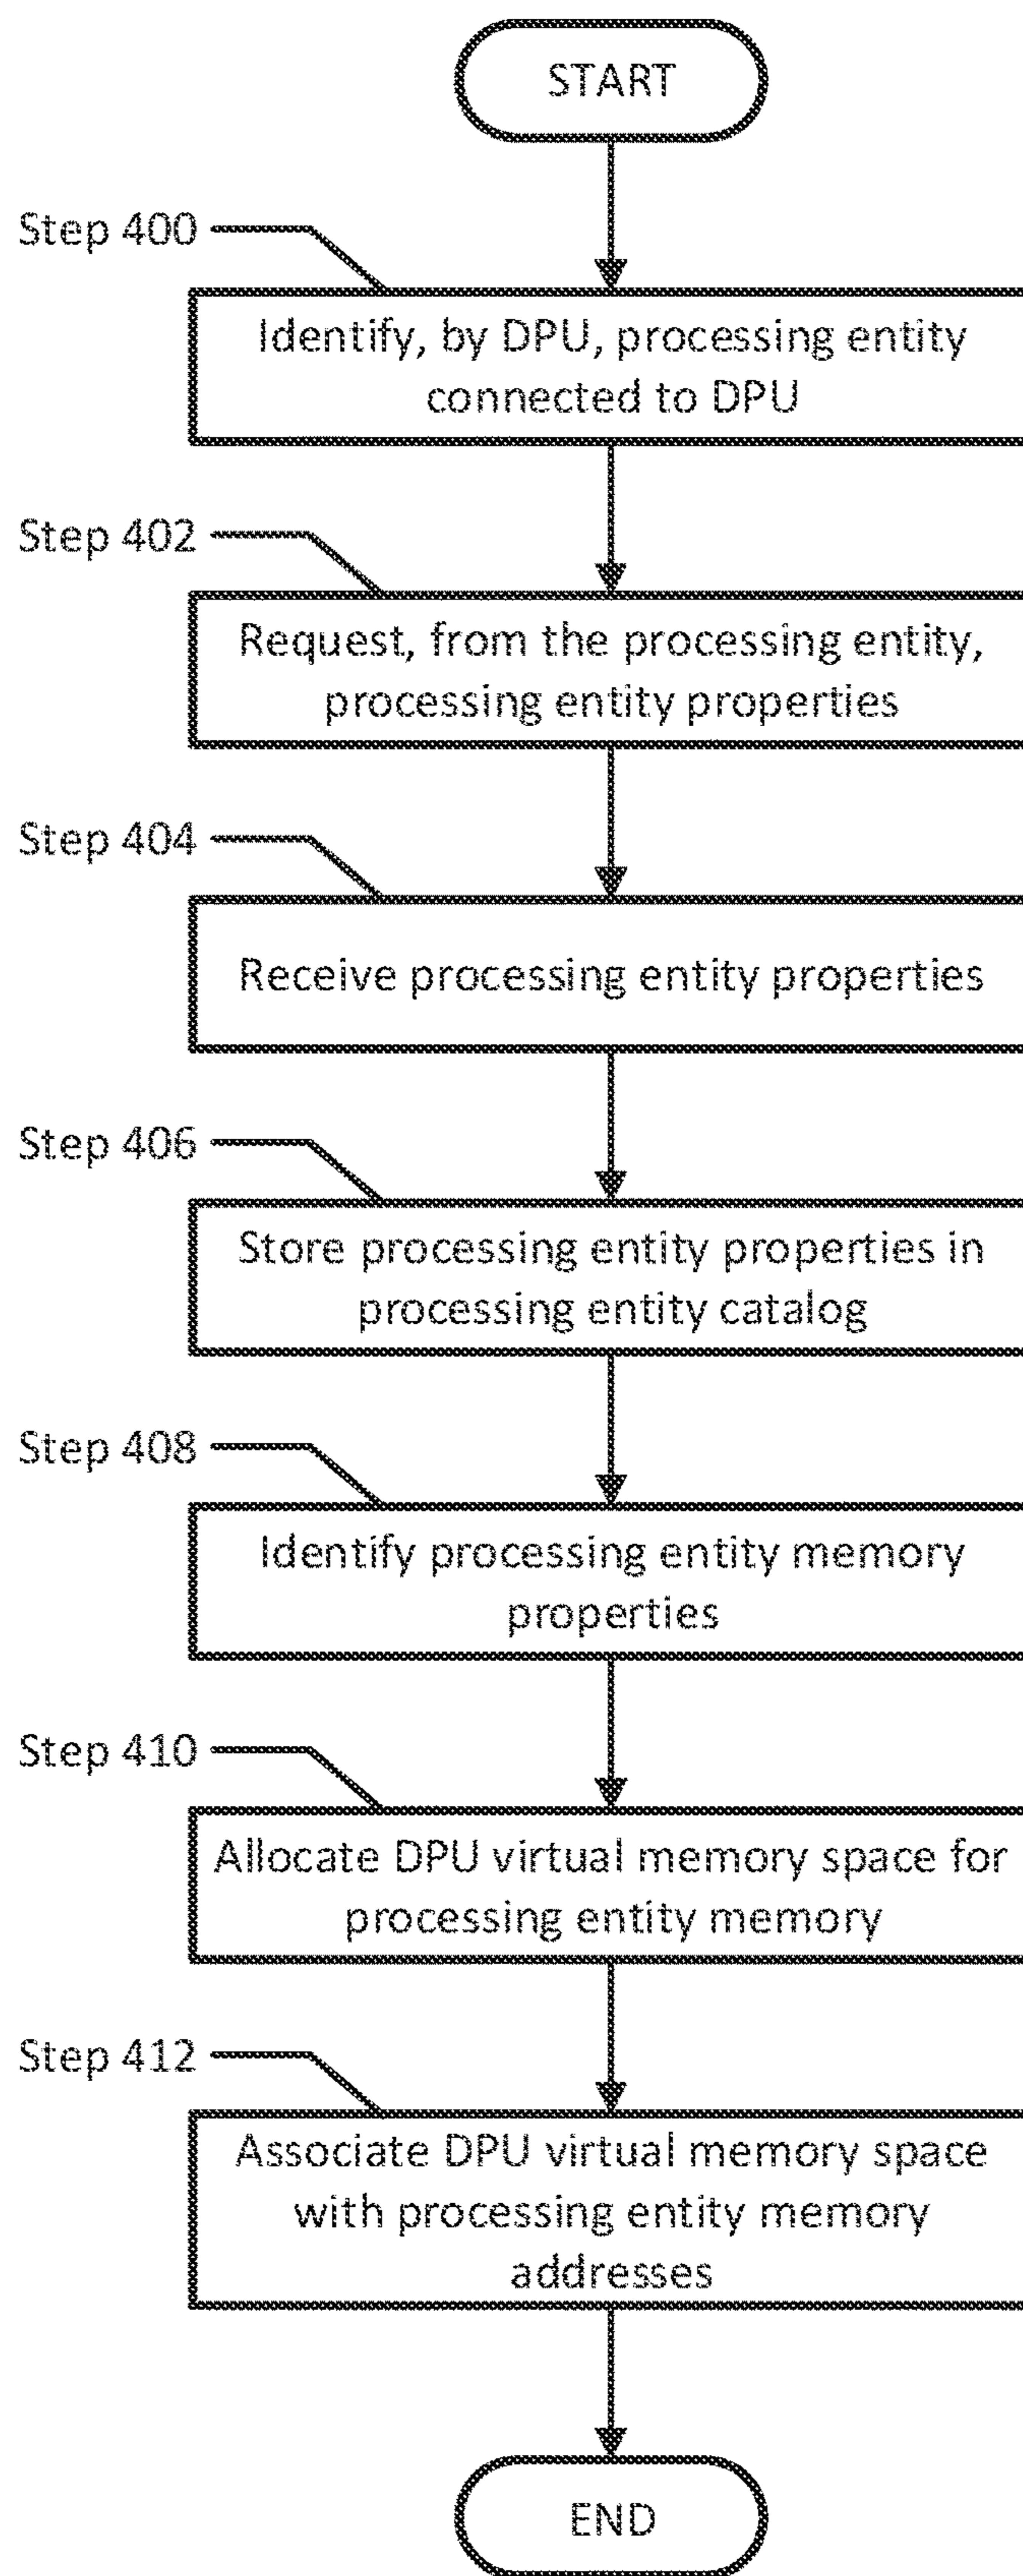 START
Step 400
Identify, by DPU, processing entity
connected to DPU
Step 402
Request, from the processing entity,
processing entity properties
Step 404
Receive processing entity properties
Step 406
Store processing entity properties in
processing entity catalog
Step 408
Identify processing entity memory
properties
Step 410
Allocate DPU virtual memory space for
processing entity memory
Step 412
Associate DPU virtual memory space
with processing entity memory
addresses
END